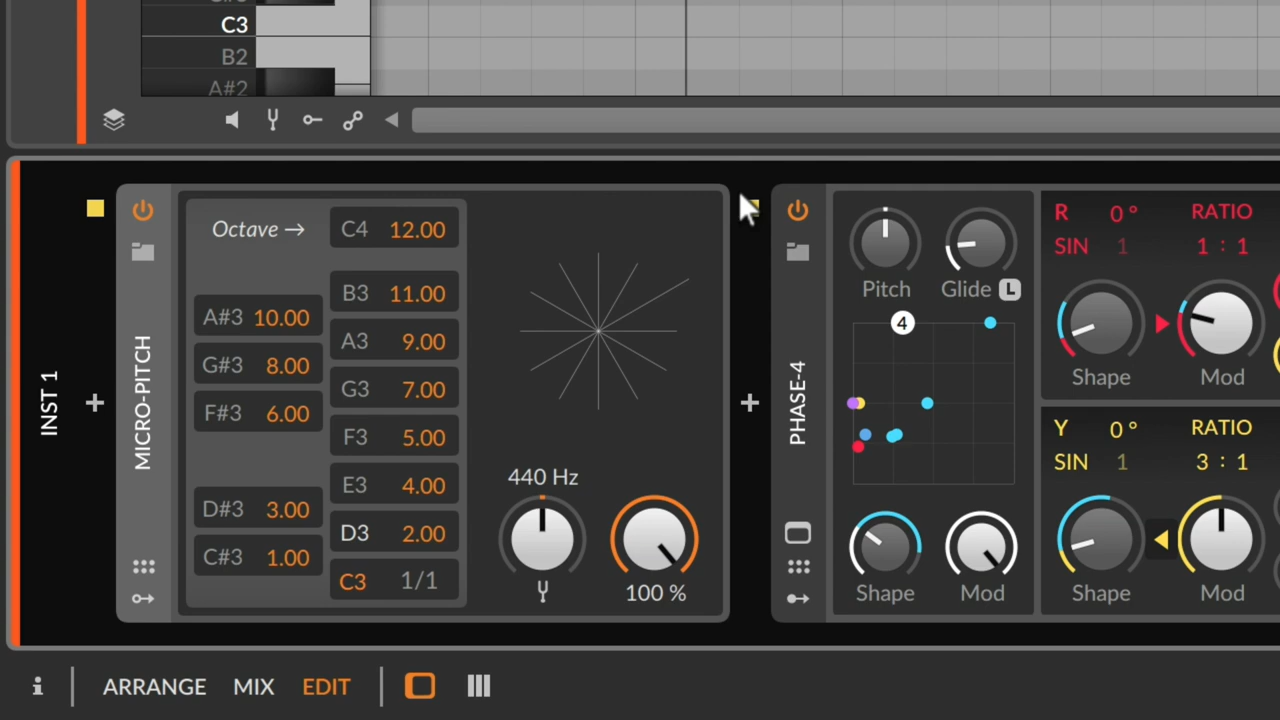 C3
B2
A#2
INST 1
MICRO-PITCH
Octave →
C4 12.00
B3 11.00
A#3 10.00
A3 9.00
G#3 8.00
G3 7.00
F#3 6.00
F3 5.00
E3 4.00
D#3 3.00
D3 2.00
C#3 1.00
C3 1/1
440 Hz
100 %
PHASE-4
Pitch
Glide L
4
Shape
Mod
R 0° RATIO
SIN 1 1 : 1
Shape
Mod
Y 0° RATIO
SIN 1 3 : 1
Shape
Mod
i
ARRANGE MIX EDIT